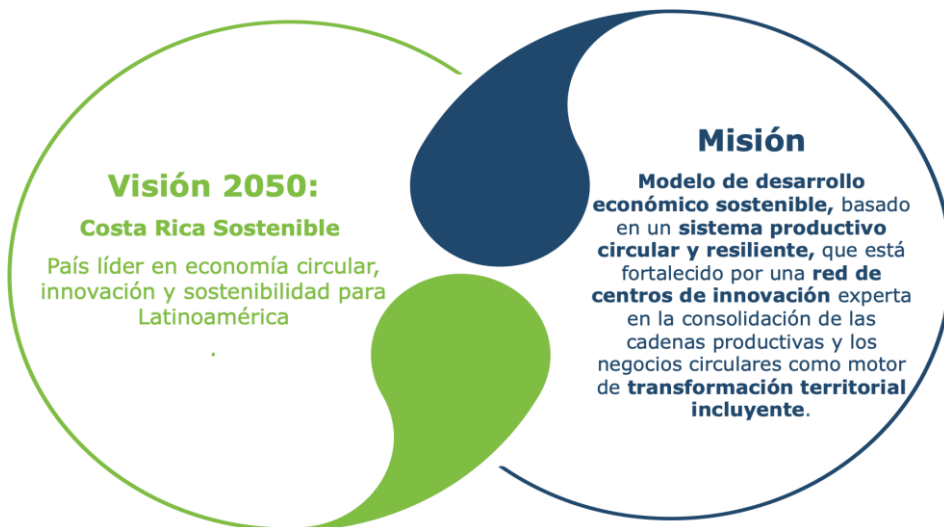 Visión 2050:
Costa Rica Sostenible
País líder en economía circular,
innovación y sostenibilidad para
Latinoamérica
.
Misión
Modelo de desarrollo
económico sostenible, basado
en un sistema productivo
circular y resiliente, que está
fortalecido por una red de
centros de innovación experta
en la consolidación de las
cadenas productivas y los
negocios circulares como motor
de transformación territorial
incluyente.